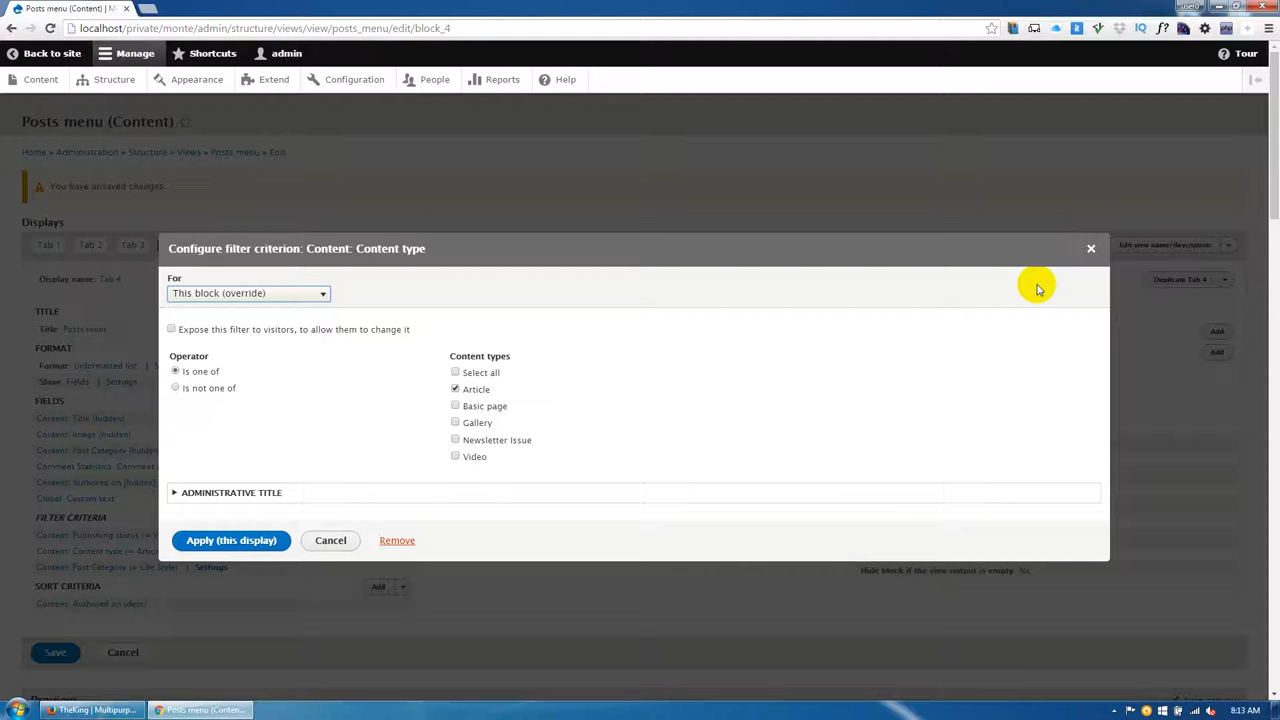 Posts menu (Content) | M
user0
localhost/private/monte/admin/structure/views/view/posts_menu/edit/block_4
Back to site
Manage
Shortcuts
admin
Tour
Content
Structure
Appearance
Extend
Configuration
People
Reports
Help
Posts menu (Content)
Home » Administration » Structure » Views » Posts menu » Edit
You have unsaved changes.
Displays
Tab 1
Tab 2
Tab 3
Edit view name/description
Display name: Tab 4
Duplicate Tab 4
TITLE
Title: Posts menu
FORMAT
Format: Unformatted list
Settings
Show: Fields | Settings
FIELDS
Content: Title [hidden]
Content: Image [hidden]
Content: Post Category [hidden]
Comment Statistics: Comment
Content: Authored on [hidden]
Global: Custom text
FILTER CRITERIA
Content: Publishing status (= Y
Content: Content type (= Article
Content: Post Category (= Life Style) | Settings
SORT CRITERIA
Add
Content: Authored on (desc)
Add
Add
Hide block if the view output is empty: No
Save
Cancel
Preview
Configure filter criterion: Content: Content type
For
This block (override)
Expose this filter to visitors, to allow them to change it
Operator
Is one of
Is not one of
Content types
Select all
Article
Basic page
Gallery
Newsletter Issue
Video
ADMINISTRATIVE TITLE
Apply (this display)
Cancel
Remove
TheKing | Multipurp...
Posts menu (Conten...
8:13 AM